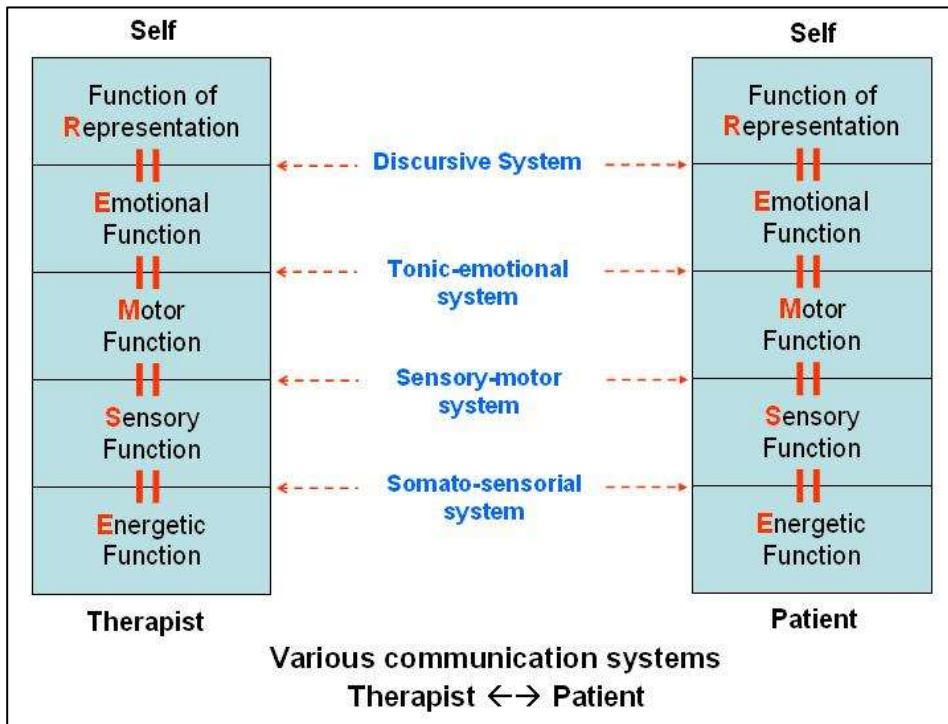 Self
Function of
Representation
Emotional
Function
Motor
Function
Sensory
Function
Energetic
Function
Therapist
Discursive System
Tonic-emotional
system
Sensory-motor
system
Somato-sensorial
system
Self
Function of
Representation
Emotional
Function
Motor
Function
Sensory
Function
Energetic
Function
Patient
Various communication systems
Therapist ←→ Patient